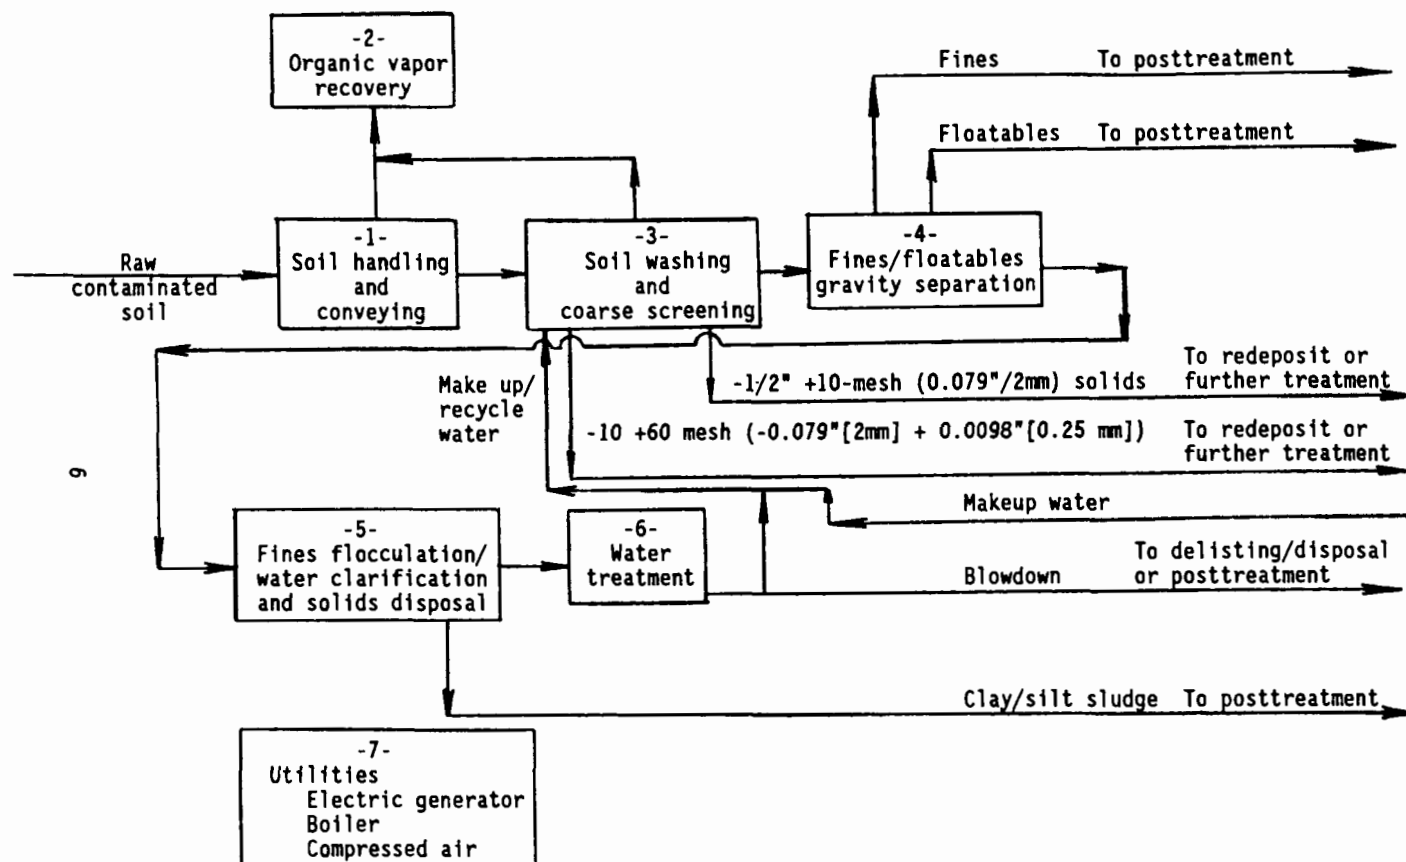 -2-
Organic vapor
recovery
Fines To posttreatment
Floatables To posttreatment
Raw
contaminated
soil
-1-
Soil handling
and
conveying
-3-
Soil washing
and
coarse screening
-4-
Fines/floatables
gravity separation
Make up/
recycle
water
-1/2" +10-mesh (0.079"/2mm) solids
To redeposit or
further treatment
-10 +60 mesh (-0.079"[2mm] + 0.0098"[0.25 mm])
To redeposit or
further treatment
Makeup water
9
-5-
Fines flocculation/
water clarification
and solids disposal
-6-
Water
treatment
Blowdown
To delisting/disposal
or posttreatment
Clay/silt sludge To posttreatment
-7-
Utilities
Electric generator
Boiler
Compressed air